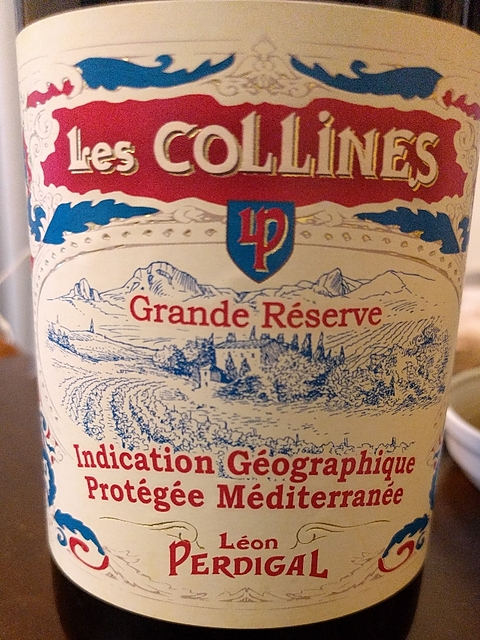 Les COLLiNES
LP
Grande Réserve
Indication Géographique
Protégée Méditerranée
Léon
PERDIGAL